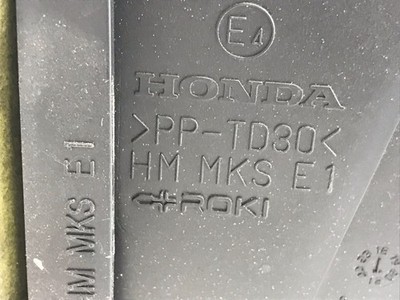 E4
HONDA
>PP-TD30<
HM MKS E1
ROKI
HM MKS E1